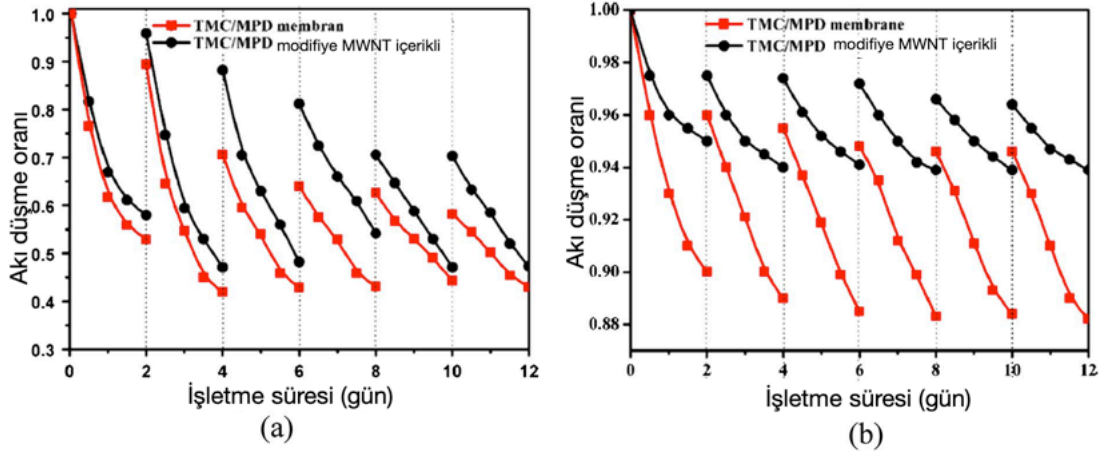 TMC/MPD membran
TMC/MPD modifiye MWNT içerikli
1.0
0.9
0.8
0.7
0.6
0.5
0.4
0.3
Akı düşme oranı
0 2 4 6 8 10 12
İşletme süresi (gün)
(a)
TMC/MPD membrane
TMC/MPD modifiye MWNT içerikli
1.00
0.98
0.96
0.94
0.92
0.90
0.88
Akı düşme oranı
0 2 4 6 8 10 12
İşletme süresi (gün)
(b)